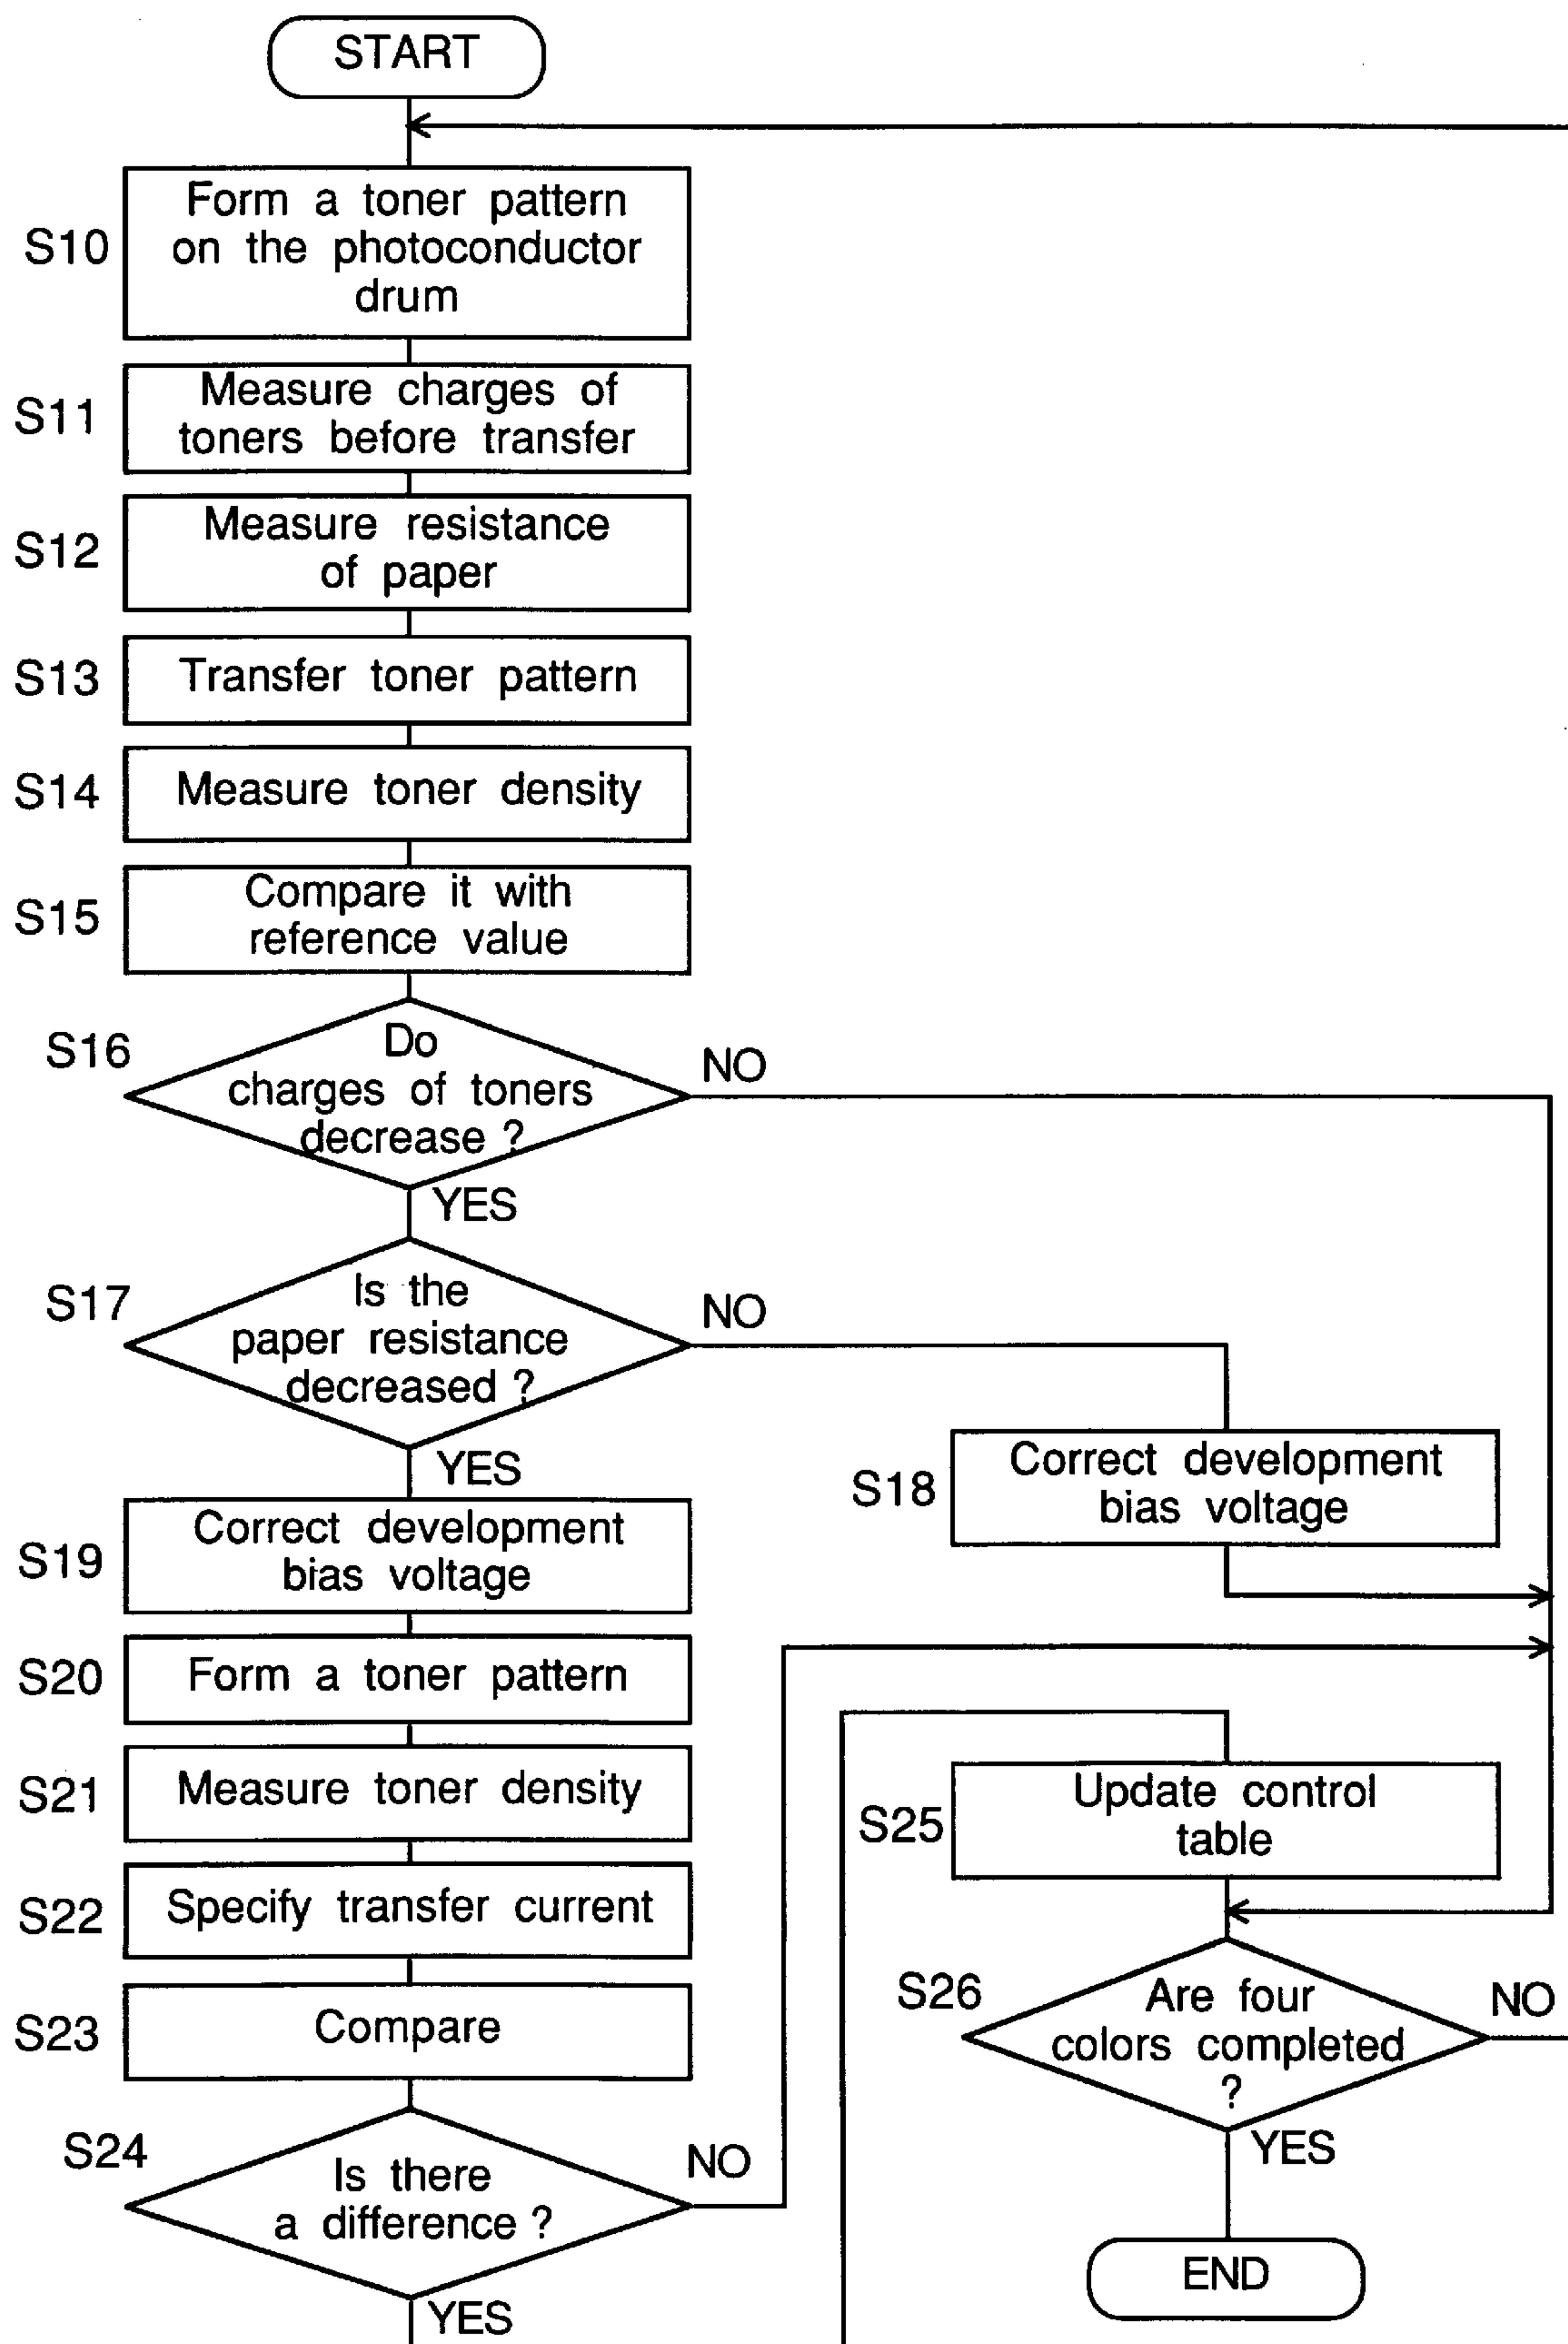 START
S10
Form a toner pattern
on the photoconductor
drum
S11
Measure charges of
toners before transfer
S12
Measure resistance
of paper
S13
Transfer toner pattern
S14
Measure toner density
S15
Compare it with
reference value
S16
Do
charges of toners
decrease ?
NO
YES
S17
Is the
paper resistance
decreased ?
NO
YES
S18
Correct development
bias voltage
S19
Correct development
bias voltage
S20
Form a toner pattern
S21
Measure toner density
S22
Specify transfer current
S23
Compare
S24
Is there
a difference ?
NO
YES
S25
Update control
table
S26
Are four
colors completed
?
NO
YES
END